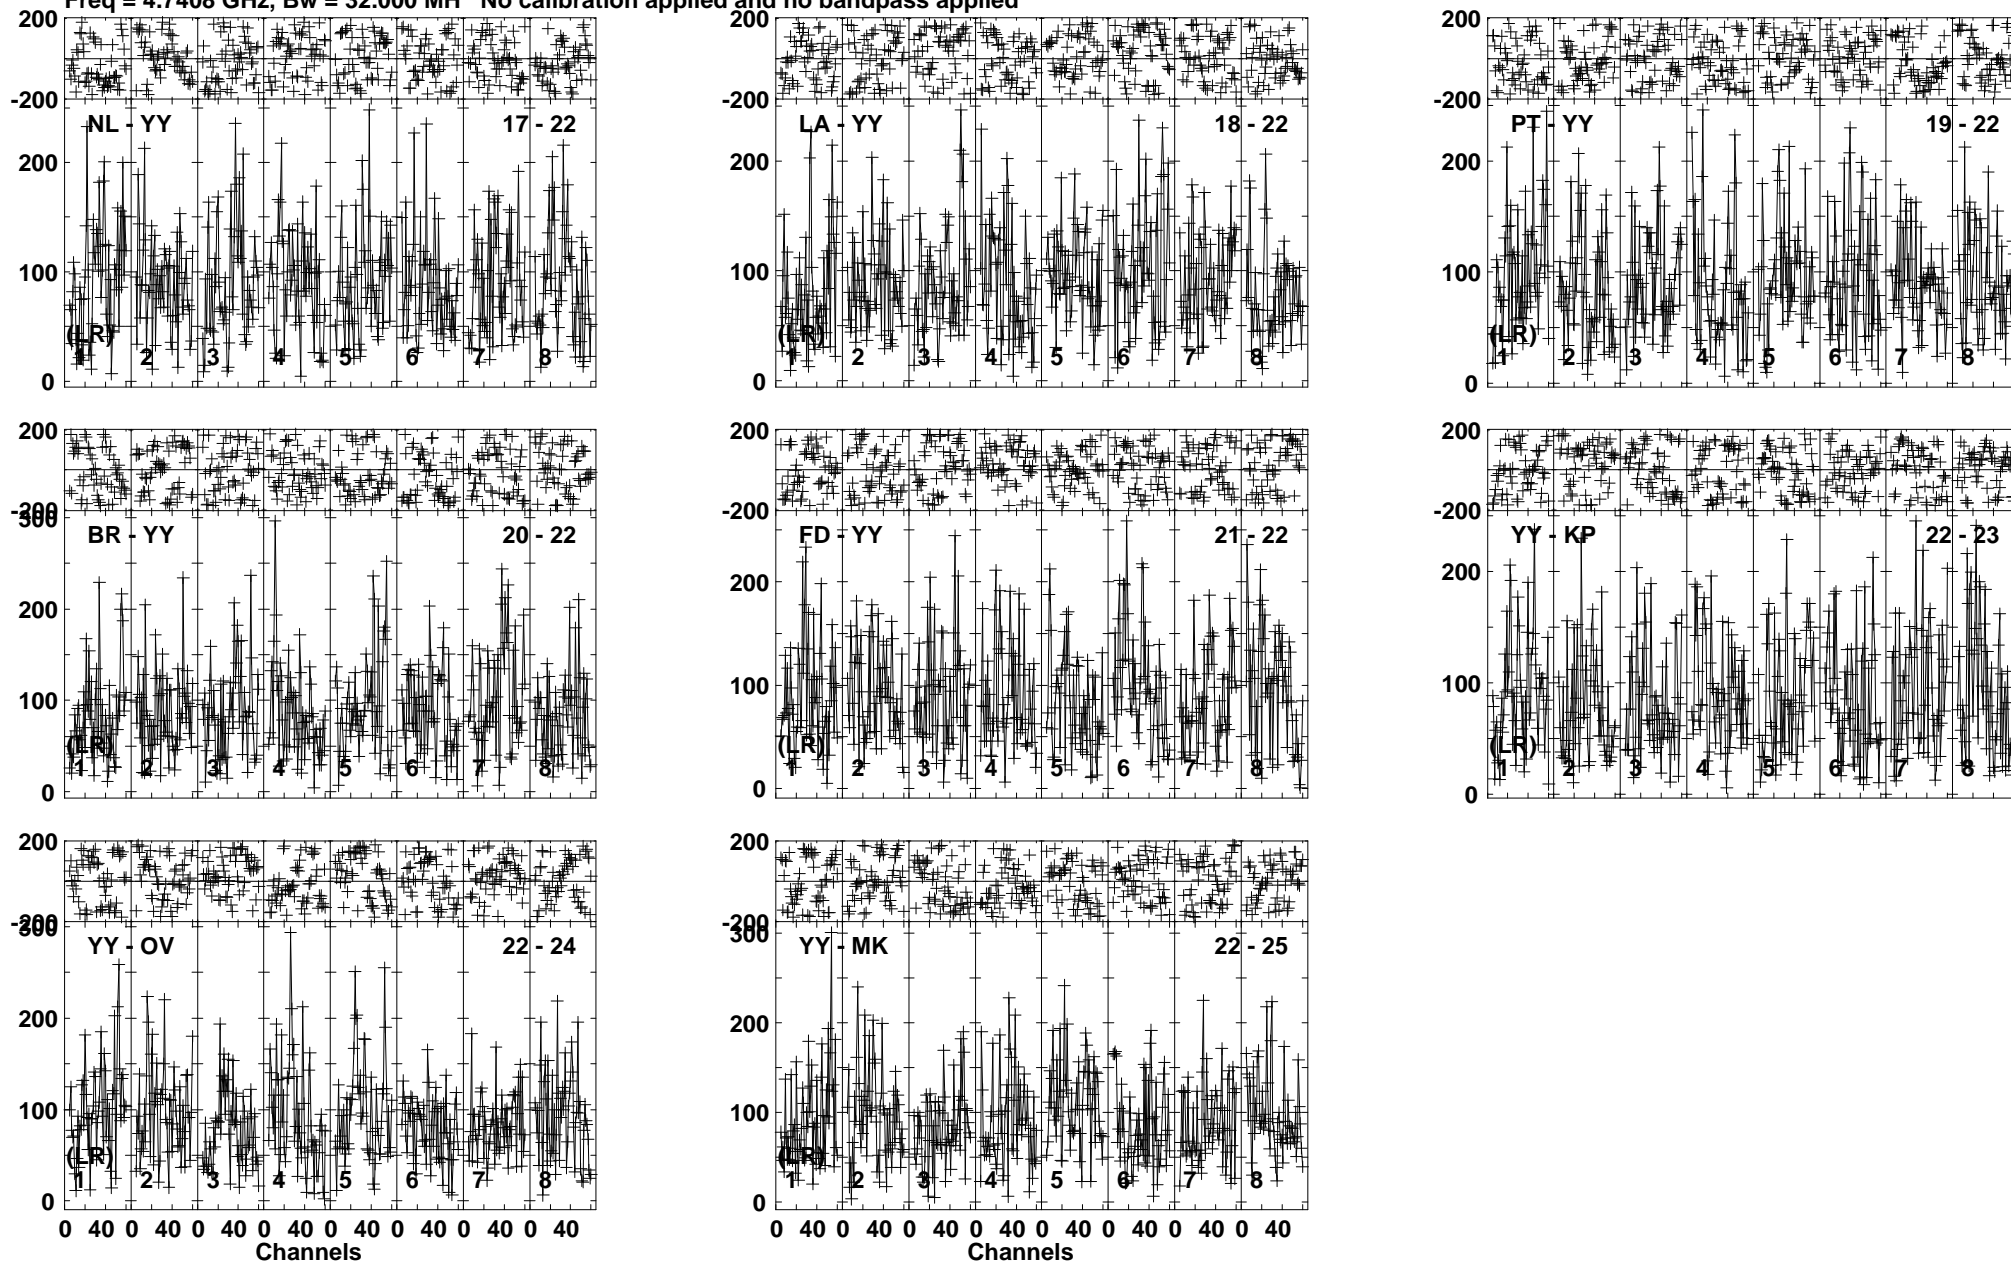 Freq = 4.7408 GHz, Bw = 32.000 MH No calibration applied and no bandpass applied
200 200 200
-200 -200 -200
NL - YY 17 - 22 LA - YY 18 - 22 PT - YY 19 - 22
200 200 200
100 100 100
(LR) (LR) (LR)
1 2 3 4 5 6 7 8 1 2 3 4 5 6 7 8 1 2 3 4 5 6 7 8
0 0 0
200 200 200
-200 -200 -200
300
BR - YY 20 - 22 FD - YY 21 - 22 YY - KP 22 - 23
200 200 200
100 100 100
(LR) (LR) (LR)
1 2 3 4 5 6 7 8 1 2 3 4 5 6 7 8 1 2 3 4 5 6 7 8
0 0 0
200 200
-200 -200
300 300
YY - OV 22 - 24 YY - MK 22 - 25
200 200
100 100
(LR) (LR)
1 2 3 4 5 6 7 8 1 2 3 4 5 6 7 8
0 0
0 40 0 40 0 40 0 40 0 40 0 40 0 40 0 40 0 40 0 40 0 40 0 40 0 40 0 40 0 40 0 40
Channels Channels